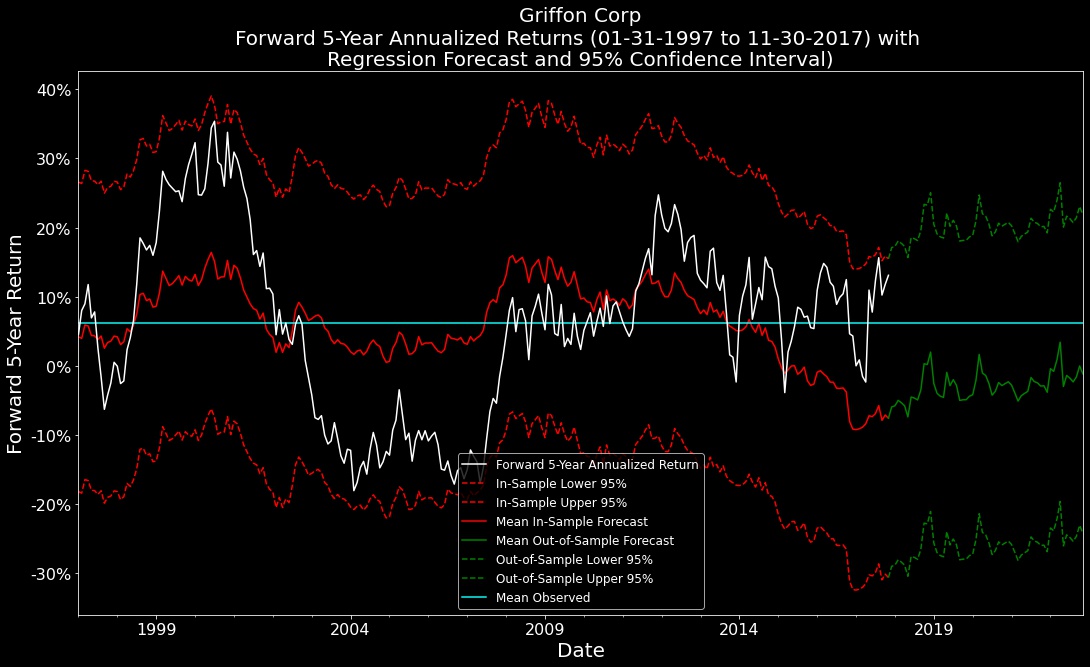 Griffon Corp
Forward 5-Year Annualized Returns (01-31-1997 to 11-30-2017) with
Regression Forecast and 95% Confidence Interval)
Forward 5-Year Return
40%
30%
20%
10%
0%
-10%
-20%
-30%
Forward 5-Year Annualized Return
In-Sample Lower 95%
In-Sample Upper 95%
Mean In-Sample Forecast
Mean Out-of-Sample Forecast
Out-of-Sample Lower 95%
Out-of-Sample Upper 95%
Mean Observed
1999 2004 2009 2014 2019
Date